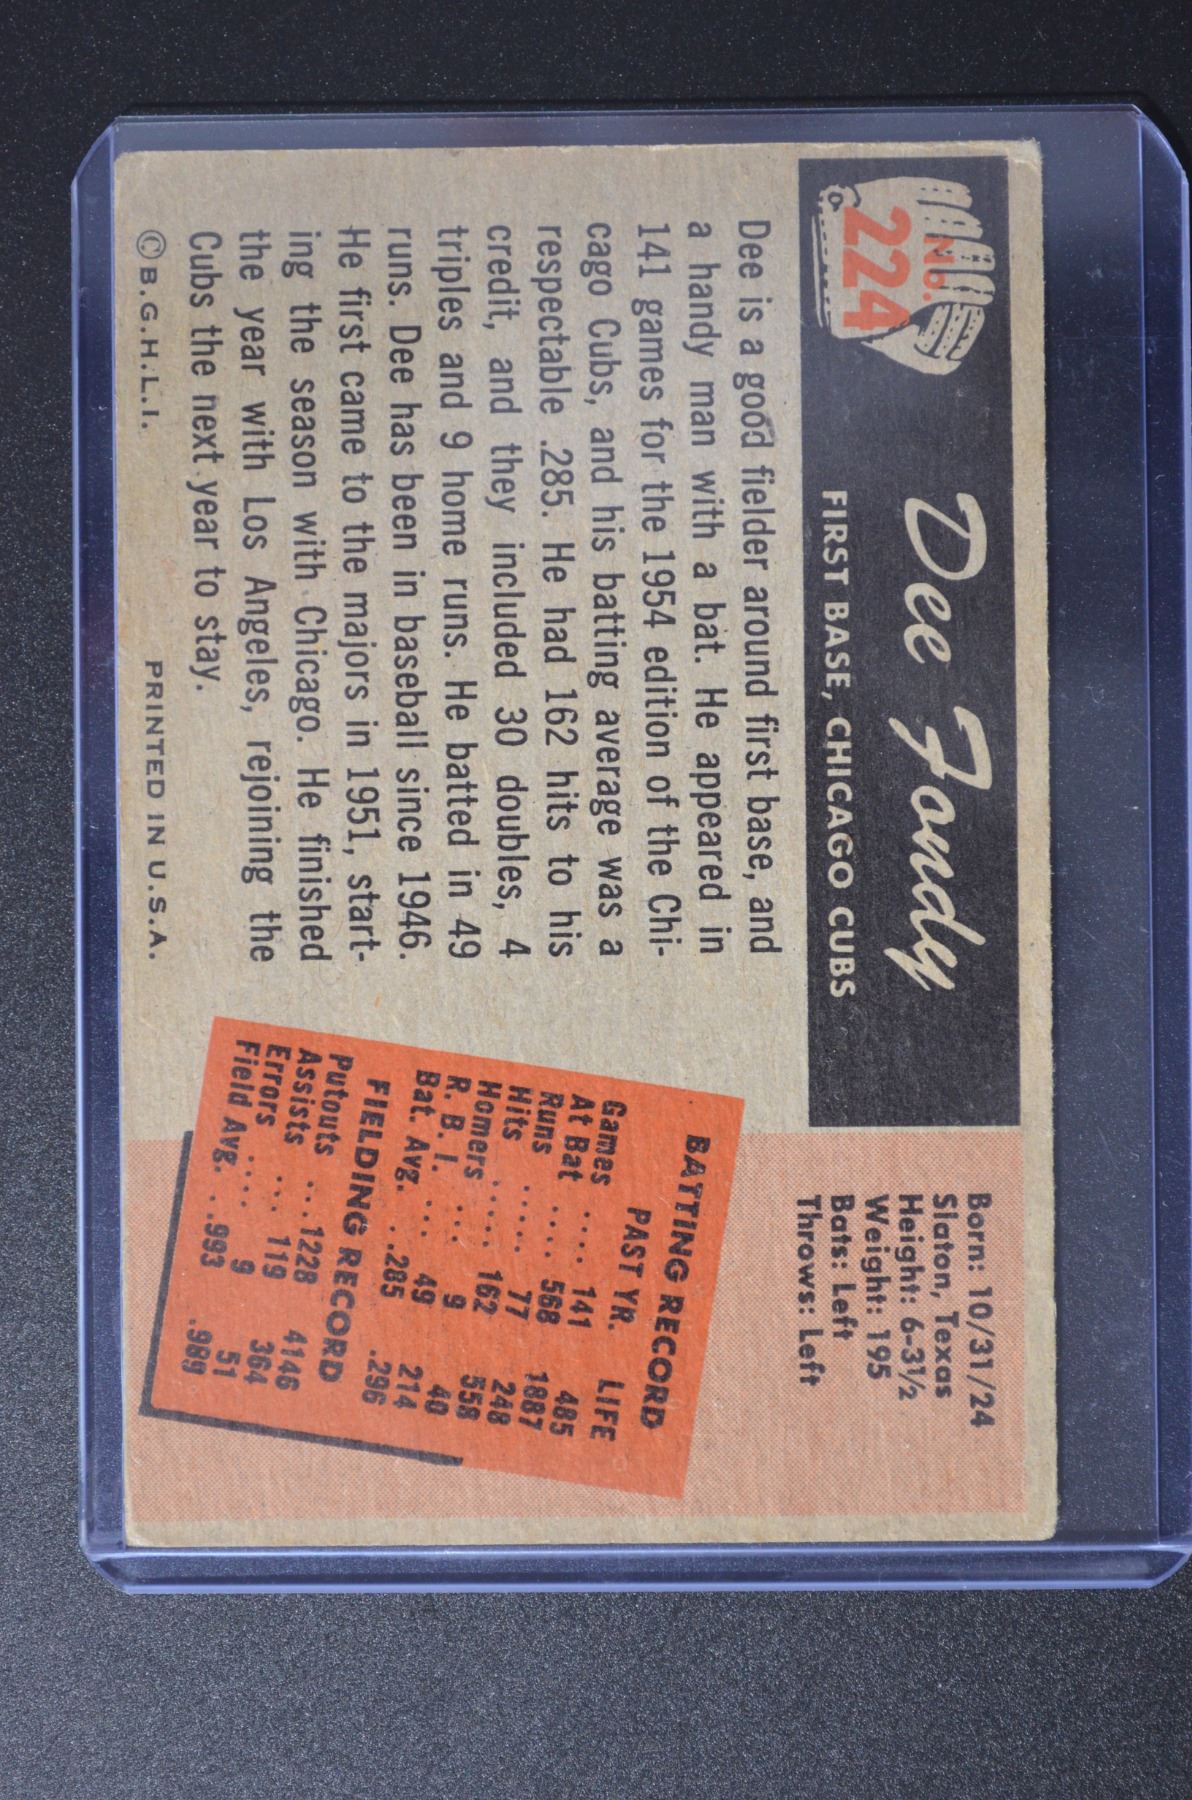 No.
224
Dee Fondy
FIRST BASE, CHICAGO CUBS
Born: 10/31/24
Slaton, Texas
Height: 6-3½
Weight: 195
Bats: Left
Throws: Left
Dee is a good fielder around first base, and
a handy man with a bat. He appeared in
141 games for the 1954 edition of the Chi-
cago Cubs, and his batting average was a
respectable .285. He had 162 hits to his
credit, and they included 30 doubles, 4
triples and 9 home runs. He batted in 49
runs. Dee has been in baseball since 1946.
He first came to the majors in 1951, start-
ing the season with Chicago. He finished
the year with Los Angeles, rejoining the
Cubs the next year to stay.
©B.G.H.L.I. PRINTED IN U.S.A.
BATTING RECORD
PAST YR. LIFE
Games .... 141 485
At Bat .... 568 1887
Runs ..... 77 248
Hits ..... 162 558
Homers ... 9 40
R. B. I. ... 49 214
Bat. Avg. ..285 .296
FIELDING RECORD
Putouts ...1228 4146
Assists ... 119 364
Errors .... 9 51
Field Avg. ..993 .989